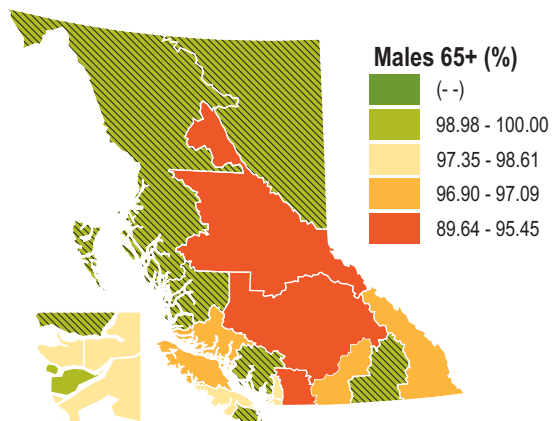 Males 65+ (%)
(- -)
98.98 - 100.00
97.35 - 98.61
96.90 - 97.09
89.64 - 95.45